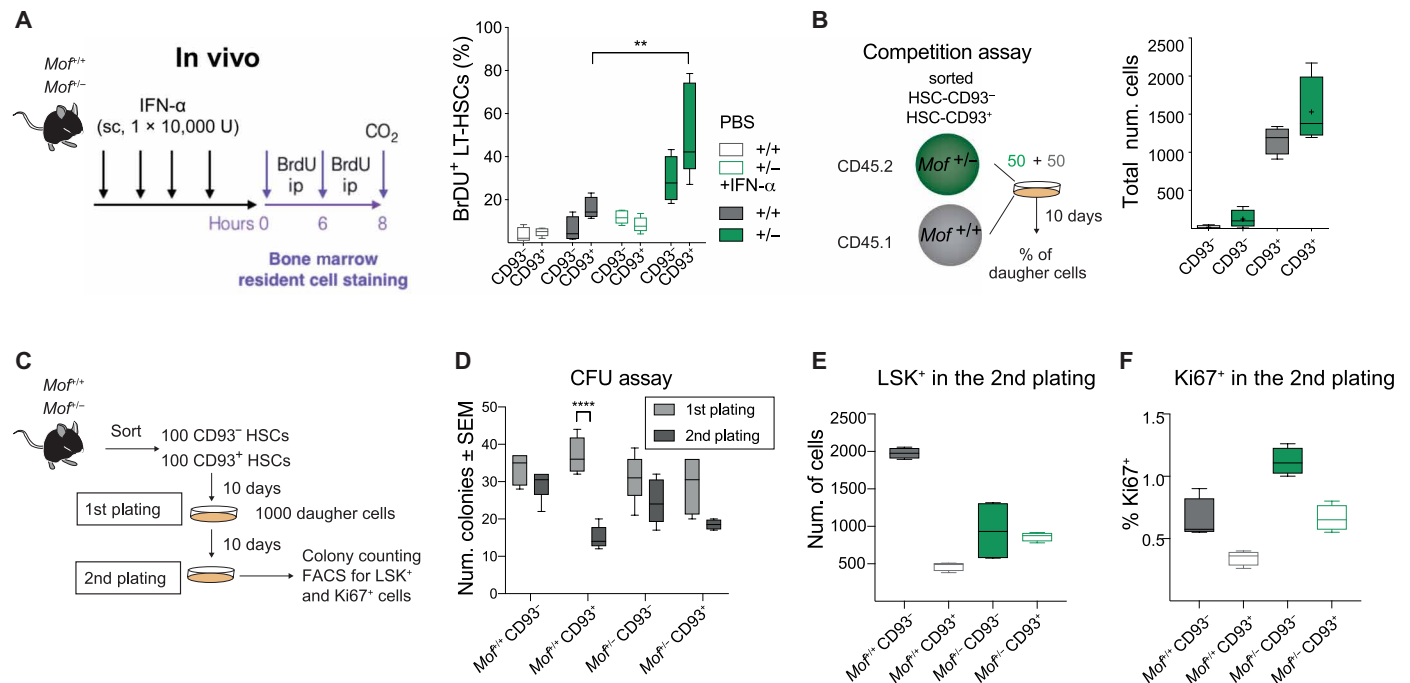 A
Mof+/+
Mof+/–
In vivo
IFN-α
(sc, 1 × 10,000 U)
CO2
BrdU
ip
BrdU
ip
Hours 0 6 8
Bone marrow
resident cell staining
BrDU+ LT-HSCs (%)
100
80
60
40
20
**
CD93–
CD93+
CD93–
CD93+
CD93–
CD93+
CD93–
CD93+
PBS
+/+
+/–
+IFN-α
+/+
+/–
B
Competition assay
sorted
HSC-CD93–
HSC-CD93+
CD45.2
Mof +/–
50 + 50
CD45.1
Mof +/+
10 days
% of
daugher cells
Total num. cells
2500
2000
1500
1000
500
CD93–
CD93–
CD93+
CD93+
C
Mof+/+
Mof+/–
Sort
100 CD93– HSCs
100 CD93+ HSCs
10 days
1st plating
1000 daugher cells
10 days
2nd plating
Colony counting
FACS for LSK+
and Ki67+ cells
D
CFU assay
Num. colonies ± SEM
50
40
30
20
10
0
****
1st plating
2nd plating
Mof+/+ CD93–
Mof+/+ CD93+
Mof+/– CD93–
Mof+/– CD93+
E
LSK+ in the 2nd plating
Num. of cells
2500
2000
1500
1000
500
Mof+/+ CD93–
Mof+/+ CD93+
Mof+/– CD93–
Mof+/– CD93+
F
Ki67+ in the 2nd plating
% Ki67+
1.5
1.0
0.5
Mof+/+ CD93–
Mof+/+ CD93+
Mof+/– CD93–
Mof+/– CD93+